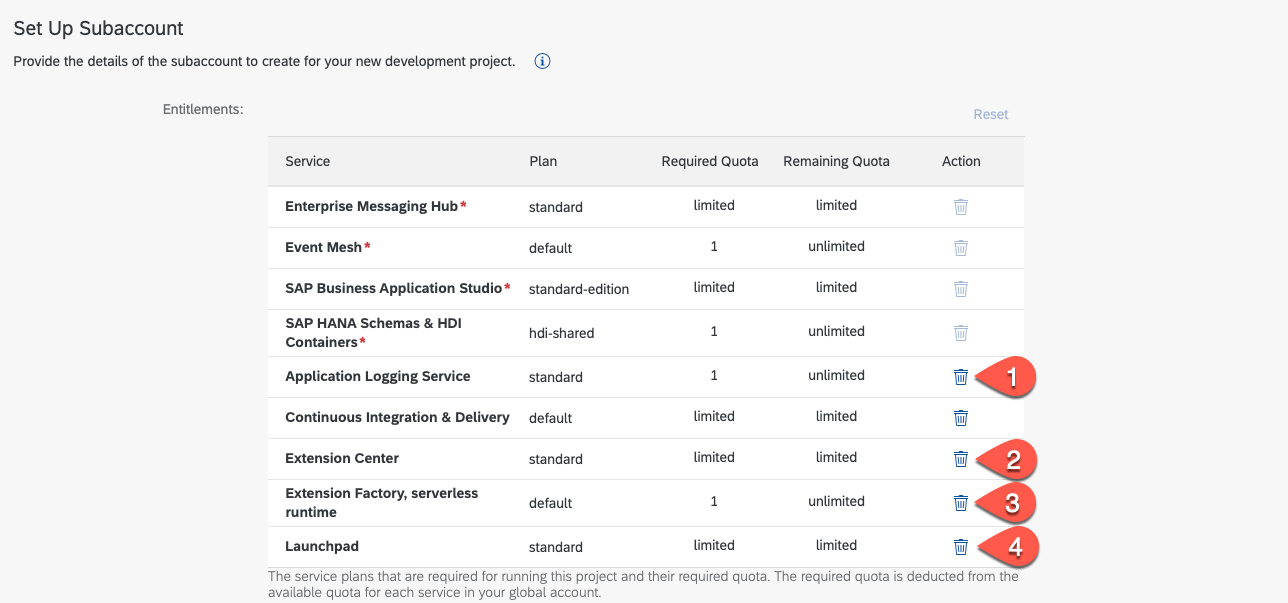 Set Up Subaccount
Provide the details of the subaccount to create for your new development project.
Entitlements:
Reset
Service Plan Required Quota Remaining Quota Action
Enterprise Messaging Hub* standard limited limited
Event Mesh* default 1 unlimited
SAP Business Application Studio* standard-edition limited limited
SAP HANA Schemas & HDI
Containers* hdi-shared 1 unlimited
Application Logging Service standard 1 unlimited 1
Continuous Integration & Delivery default limited limited
Extension Center standard limited limited 2
Extension Factory, serverless
runtime default 1 unlimited 3
Launchpad standard limited limited 4
The service plans that are required for running this project and their required quota. The required quota is deducted from the
available quota for each service in your global account.